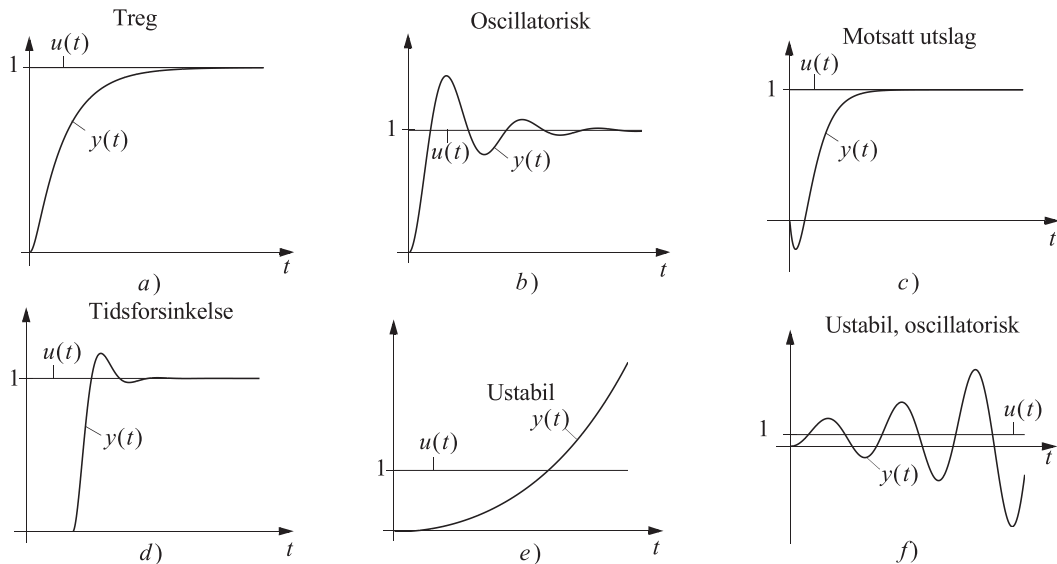 Treg
u(t)
1
y(t)
t
a)
Oscillatorisk
1
u(t)
y(t)
t
b)
Motsatt utslag
u(t)
1
y(t)
t
c)
Tidsforsinkelse
u(t)
1
y(t)
t
d)
Ustabil
y(t)
u(t)
1
t
e)
Ustabil, oscillatorisk
u(t)
1
y(t)
t
f)